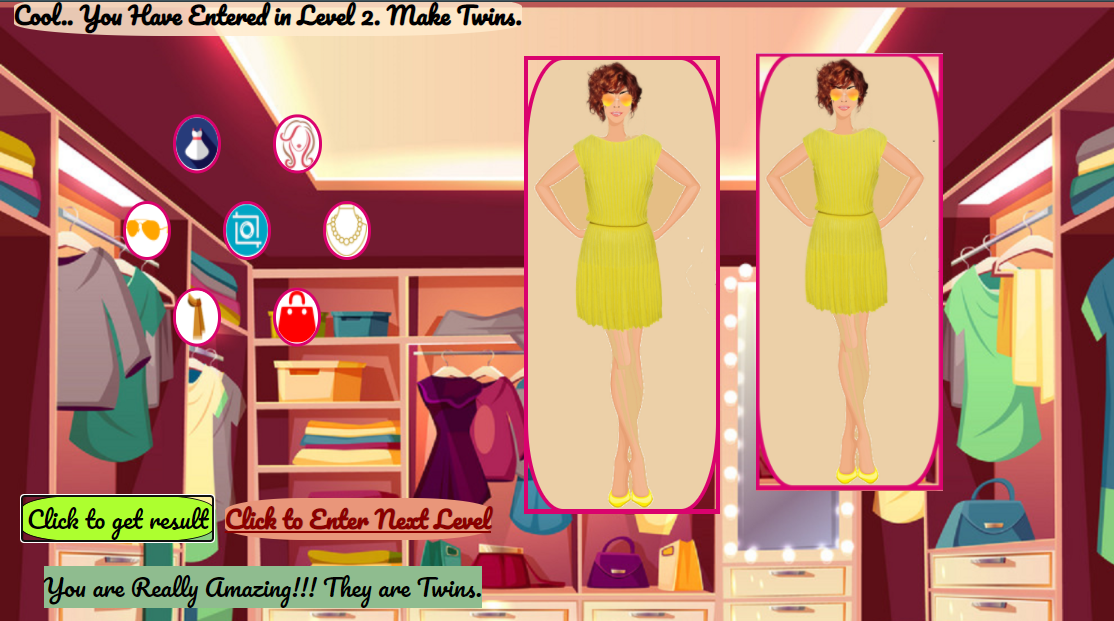 Cool.. You Have Entered in Level 2. Make Twins.
Click to get result
Click to Enter Next Level
You are Really Amazing!!! They are Twins.